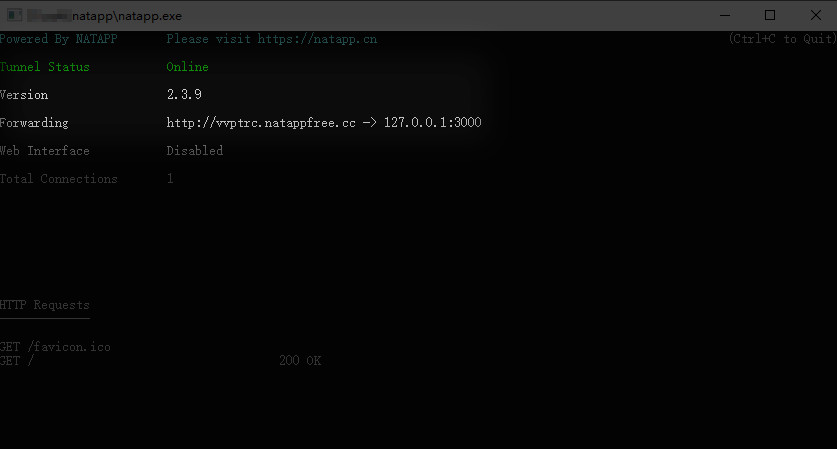 natapp\natapp.exe
Powered By NATAPP Please visit https://natapp.cn (Ctrl+C to Quit)
Tunnel Status Online
Version 2.3.9
Forwarding http://vvptrc.natappfree.cc -> 127.0.0.1:3000
Web Interface Disabled
Total Connections 1
HTTP Requests
GET /favicon.ico
GET / 200 OK